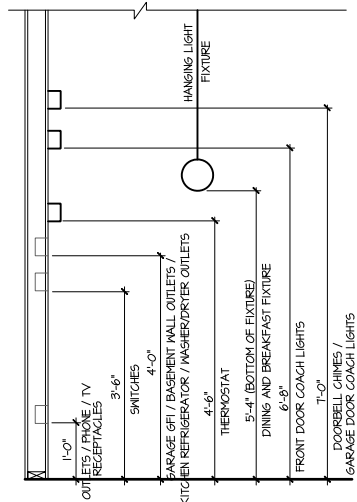 HANGING LIGHT
FIXTURE
1'-0"
OUTLETS / PHONE / TV
RECEPTACLES
3'-6"
SWITCHES
4'-0"
GARAGE GFI / BASEMENT WALL OUTLETS /
KITCHEN REFRIGERATOR / WASHER/DRYER OUTLETS
4'-6"
THERMOSTAT
5'-4" (BOTTOM OF FIXTURE)
DINING AND BREAKFAST FIXTURE
6'-8"
FRONT DOOR COACH LIGHTS
7'-0"
DOORBELL CHIMES /
GARAGE DOOR COACH LIGHTS